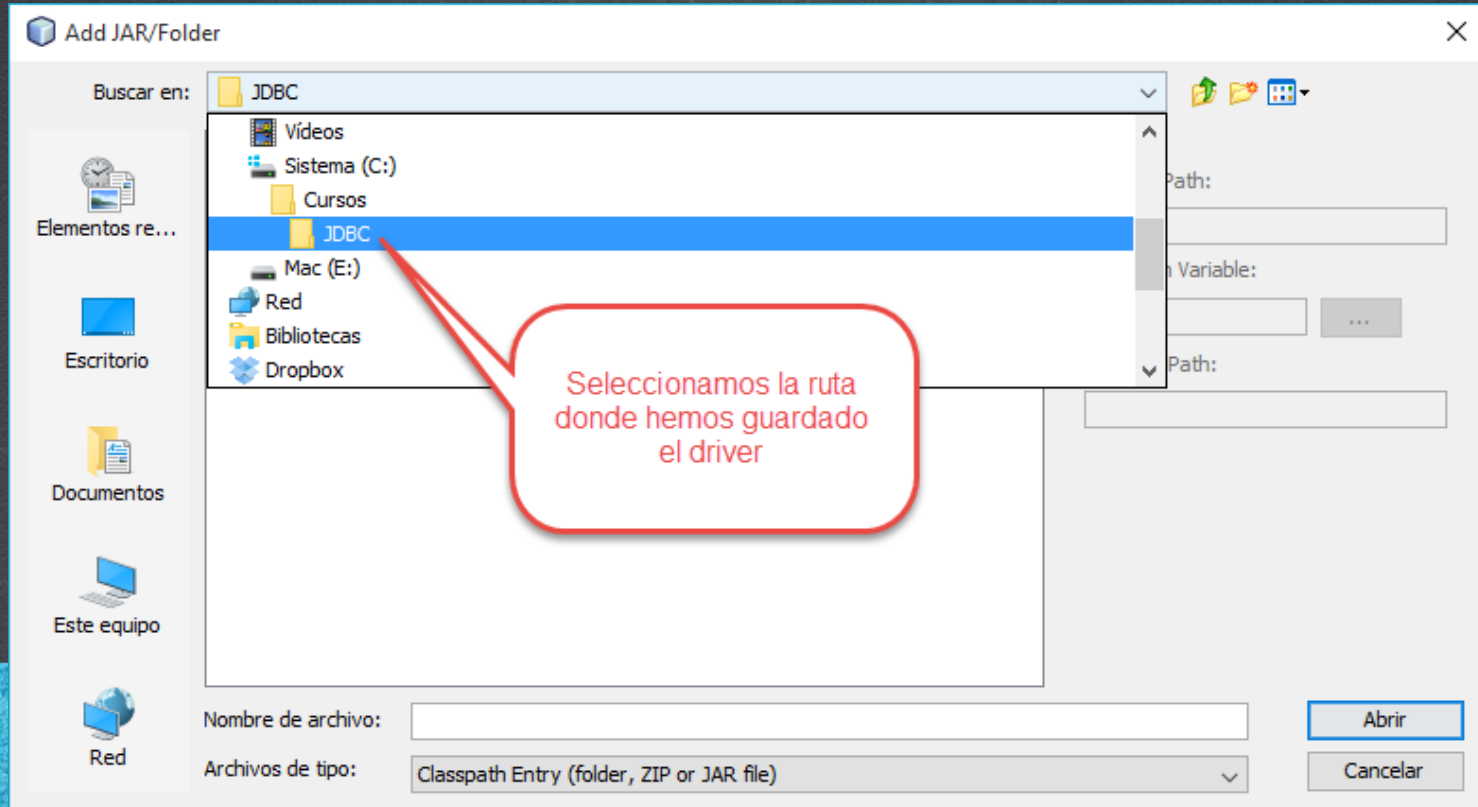 Add JAR/Folder
Buscar en:
JDBC
Vídeos
Sistema (C:)
Cursos
JDBC
Mac (E:)
Red
Bibliotecas
Dropbox
Elementos re...
Escritorio
Documentos
Este equipo
Red
Path:
Variable:
...
Path:
Seleccionamos la ruta
donde hemos guardado
el driver
Nombre de archivo:
Abrir
Archivos de tipo:
Classpath Entry (folder, ZIP or JAR file)
Cancelar